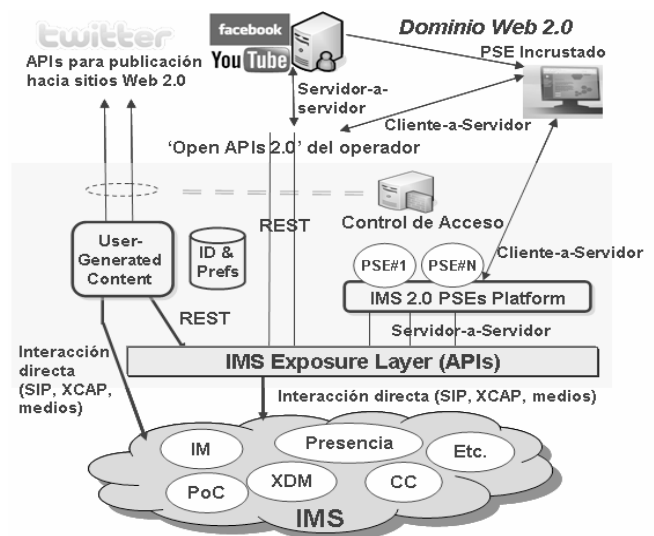 twitter
APIs para publicación
hacia sitios Web 2.0
facebook
YouTube
Dominio Web 2.0
PSE Incrustado
Servidor-a-
servidor
Cliente-a-Servidor
'Open APIs 2.0' del operador
REST
Control de Acceso
User-
Generated
Content
ID &
Prefs
PSE#1
PSE#N
Cliente-a-Servidor
IMS 2.0 PSEs Platform
REST
Servidor-a-Servidor
Interacción
directa
(SIP, XCAP,
medios)
IMS Exposure Layer (APIs)
Interacción directa (SIP, XCAP, medios)
IM
Presencia
Etc.
PoC
XDM
CC
IMS